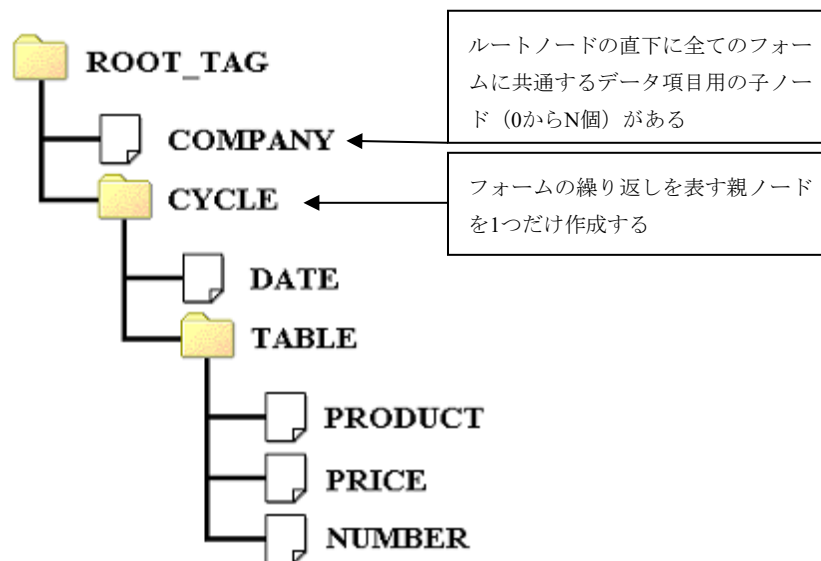 ROOT_TAG
ルートノードの直下に全てのフォー
ムに共通するデータ項目用の子ノー
ド（0からN個）がある
COMPANY
フォームの繰り返しを表す親ノード
を1つだけ作成する
CYCLE
DATE
TABLE
PRODUCT
PRICE
NUMBER